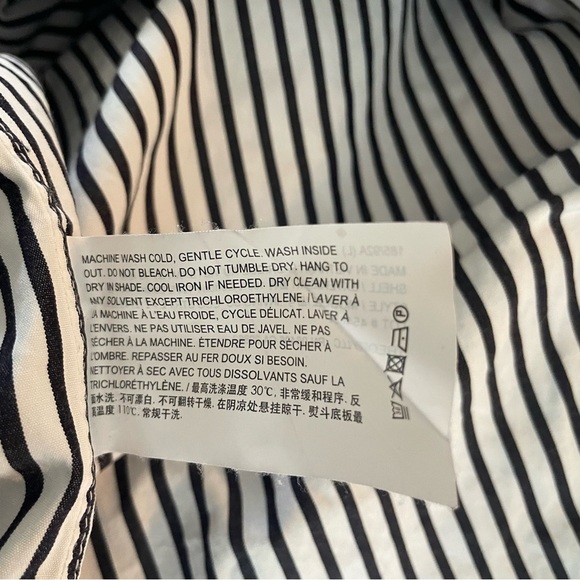 MACHINE WASH COLD, GENTLE CYCLE. WASH INSIDE
OUT. DO NOT BLEACH. DO NOT TUMBLE DRY. HANG TO
DRY IN SHADE. COOL IRON IF NEEDED. DRY CLEAN WITH
ANY SOLVENT EXCEPT TRICHLOROETHYLENE. /LAVER À
LA MACHINE À L'EAU FROIDE, CYCLE DÉLICAT. LAVER À
L'ENVERS. NE PAS UTILISER EAU DE JAVEL. NE PAS
SÉCHER À LA MACHINE. ÉTENDRE POUR SÉCHER À
L'OMBRE. REPASSER AU FER DOUX SI BESOIN.
NETTOYER À SEC AVEC TOUS DISSOLVANTS SAUF LA
TRICHLORÉTHYLÈNE. / 最高洗涤温度 30℃, 非常缓和程序. 反
面水洗. 不可漂白. 不可翻转干燥. 在阴凉处悬挂晾干. 熨斗底板最
高温度 110℃. 常规干洗.
P